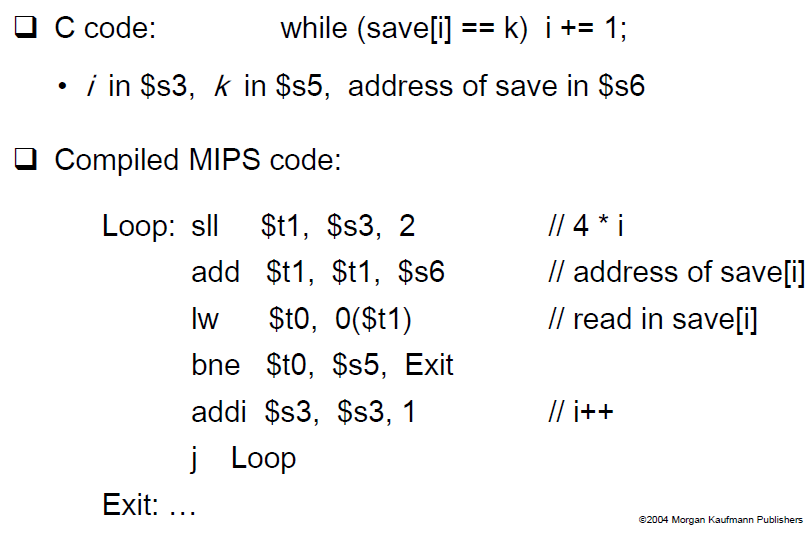 ❑ C code: while (save[i] == k) i += 1;
• i in $s3, k in $s5, address of save in $s6
❑ Compiled MIPS code:
Loop: sll $t1, $s3, 2 // 4 * i
add $t1, $t1, $s6 // address of save[i]
lw $t0, 0($t1) // read in save[i]
bne $t0, $s5, Exit
addi $s3, $s3, 1 // i++
j Loop
Exit: …
©2004 Morgan Kaufmann Publishers